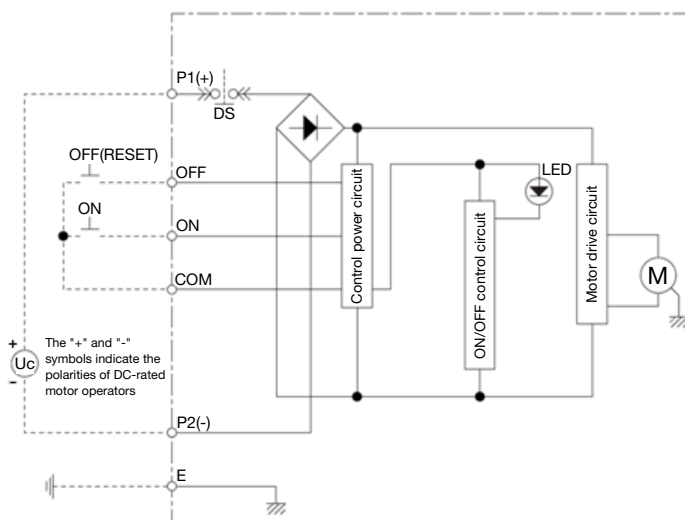 P1(+)
DS
OFF(RESET)
OFF
LED
ON
ON
COM
Control power circuit
ON/OFF control circuit
Motor drive circuit
M
+
Uc
-
The "+" and "-"
symbols indicate the
polarities of DC-rated
motor operators
P2(-)
E